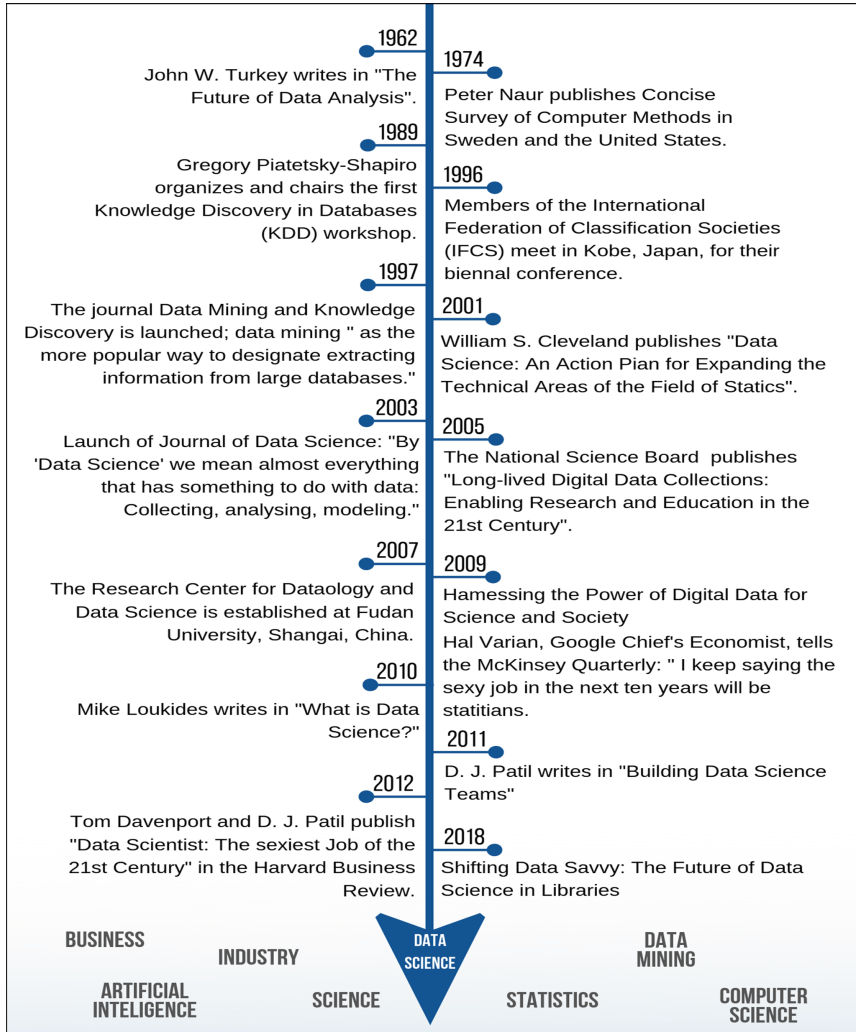 1962
John W. Turkey writes in "The
Future of Data Analysis".
1974
Peter Naur publishes Concise
Survey of Computer Methods in
Sweden and the United States.
1989
Gregory Piatetsky-Shapiro
organizes and chairs the first
Knowledge Discovery in Databases
(KDD) workshop.
1996
Members of the International
Federation of Classification Societies
(IFCS) meet in Kobe, Japan, for their
biennal conference.
1997
The journal Data Mining and Knowledge
Discovery is launched; data mining " as the
more popular way to designate extracting
information from large databases."
2001
William S. Cleveland publishes "Data
Science: An Action Plan for Expanding the
Technical Areas of the Field of Statics".
2003
Launch of Journal of Data Science: "By
'Data Science' we mean almost everything
that has something to do with data:
Collecting, analysing, modeling."
2005
The National Science Board publishes
"Long-lived Digital Data Collections:
Enabling Research and Education in the
21st Century".
2007
The Research Center for Dataology and
Data Science is established at Fudan
University, Shangai, China.
2009
Hamessing the Power of Digital Data for
Science and Society
Hal Varian, Google Chief's Economist, tells
the McKinsey Quarterly: " I keep saying the
sexy job in the next ten years will be
statitians.
2010
Mike Loukides writes in "What is Data
Science?"
2011
D. J. Patil writes in "Building Data Science
Teams"
2012
Tom Davenport and D. J. Patil publish
"Data Scientist: The sexiest Job of the
21st Century" in the Harvard Business
Review.
2018
Shifting Data Savvy: The Future of Data
Science in Libraries
BUSINESS
INDUSTRY
DATA
SCIENCE
DATA
MINING
ARTIFICIAL
INTELIGENCE
SCIENCE
STATISTICS
COMPUTER
SCIENCE